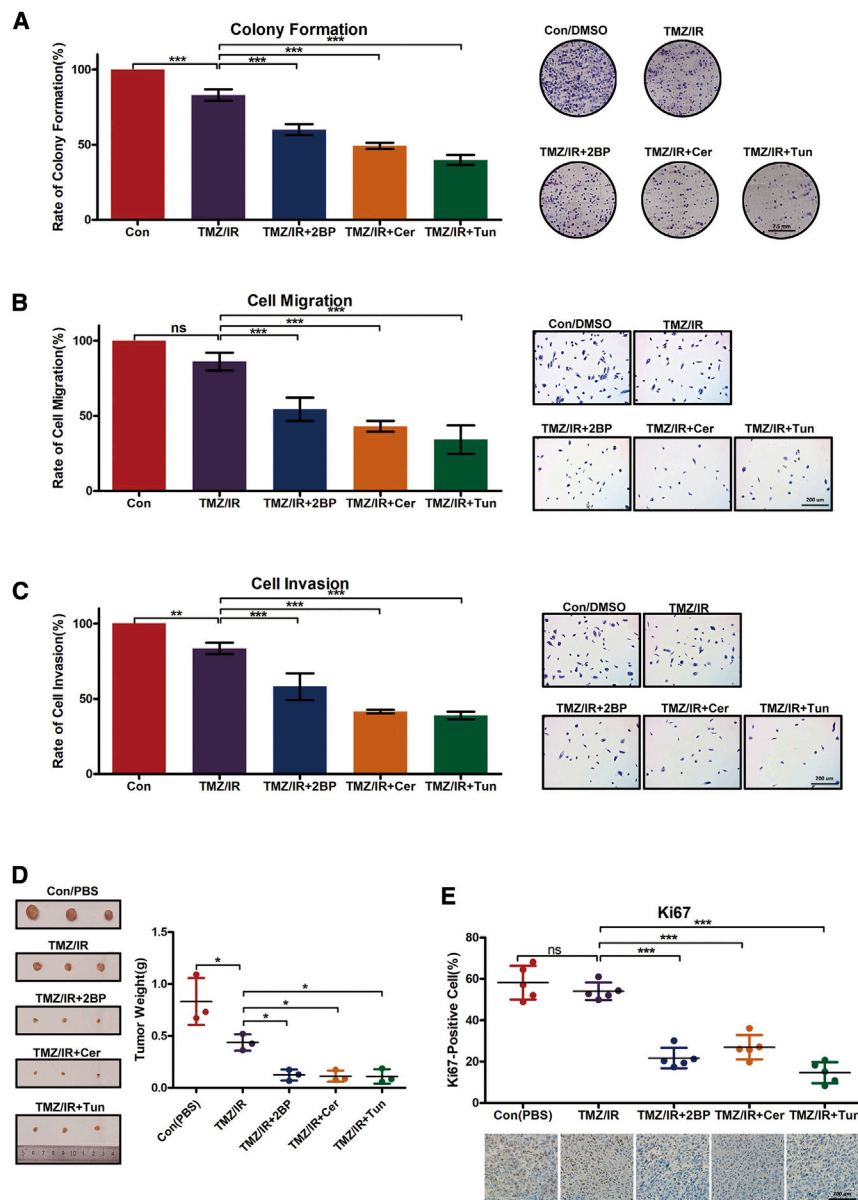 A
Colony Formation
***
***
***
***
Rate of Colony Formation(%)
100
50
0
Con
TMZ/IR
TMZ/IR+2BP
TMZ/IR+Cer
TMZ/IR+Tun
Con/DMSO
TMZ/IR
TMZ/IR+2BP
TMZ/IR+Cer
TMZ/IR+Tun
7.5 mm
B
Cell Migration
***
***
ns
***
Rate of Cell Migration(%)
100
50
0
Con
TMZ/IR
TMZ/IR+2BP
TMZ/IR+Cer
TMZ/IR+Tun
Con/DMSO
TMZ/IR
TMZ/IR+2BP
TMZ/IR+Cer
TMZ/IR+Tun
200 um
C
Cell Invasion
***
***
**
***
Rate of Cell Invasion(%)
100
50
0
Con
TMZ/IR
TMZ/IR+2BP
TMZ/IR+Cer
TMZ/IR+Tun
Con/DMSO
TMZ/IR
TMZ/IR+2BP
TMZ/IR+Cer
TMZ/IR+Tun
200 um
D
Con/PBS
TMZ/IR
TMZ/IR+2BP
TMZ/IR+Cer
TMZ/IR+Tun
Tumor Weight(g)
1.5
1.0
0.5
0.0
*
*
*
*
Con(PBS)
TMZ/IR
TMZ/IR+2BP
TMZ/IR+Cer
TMZ/IR+Tun
E
Ki67
***
***
ns
***
Ki67-Positive Cell(%)
80
60
40
20
0
Con(PBS)
TMZ/IR
TMZ/IR+2BP
TMZ/IR+Cer
TMZ/IR+Tun